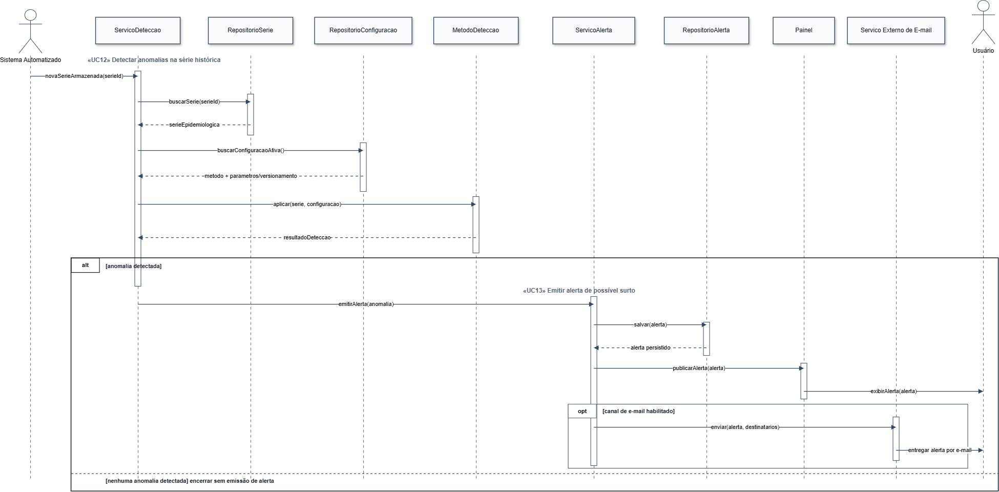 ServicoDeteccao
RepositorioSerie
RepositorioConfiguracao
MetodoDeteccao
ServicoAlerta
RepositorioAlerta
Painel
Servico Externo de E-mail
Usuário
Sistema Automatizado
«UC12» Detectar anomalias na série histórica
novaSerieArmazenada(serieId)
buscarSerie(serieId)
serieEpidemiologica
buscarConfiguracaoAtiva()
metodo + parametros/versionamento
aplicar(serie, configuracao)
resultadoDeteccao
alt
[anomalia detectada]
«UC13» Emitir alerta de possível surto
emitirAlerta(anomalia)
salvar(alerta)
alerta persistido
publicarAlerta(alerta)
exibirAlerta(alerta)
opt
[canal de e-mail habilitado]
enviar(alerta, destinatarios)
entregar alerta por e-mail
[nenhuma anomalia detectada] encerrar sem emissão de alerta